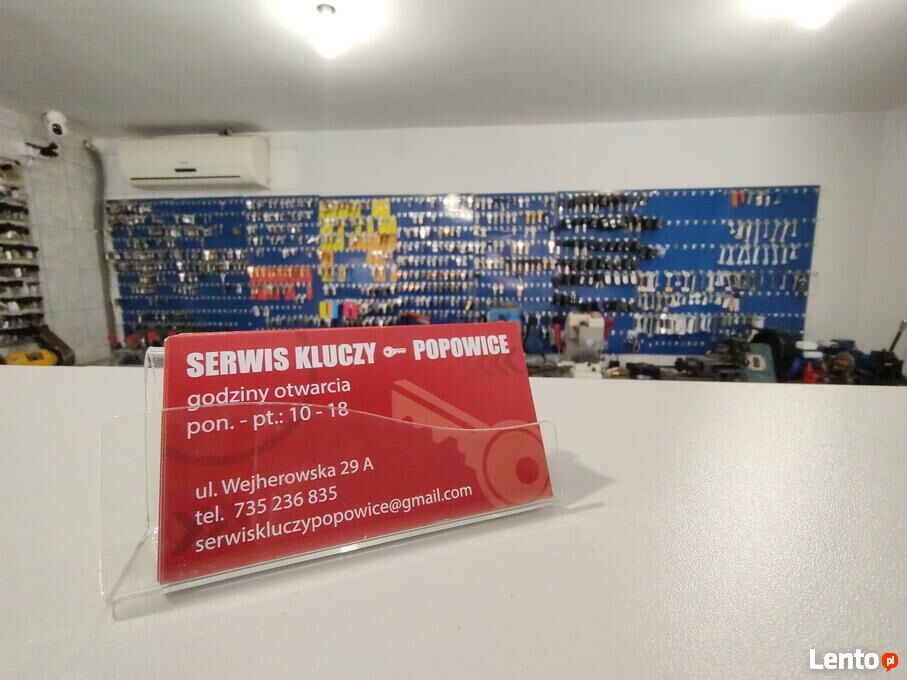 SERWIS KLUCZY POPOWICE
godziny otwarcia
pon. - pt.: 10 - 18
ul. Wejherowska 29 A
tel. 735 236 835
serwiskluczypopowice@gmail.com
Lento pl